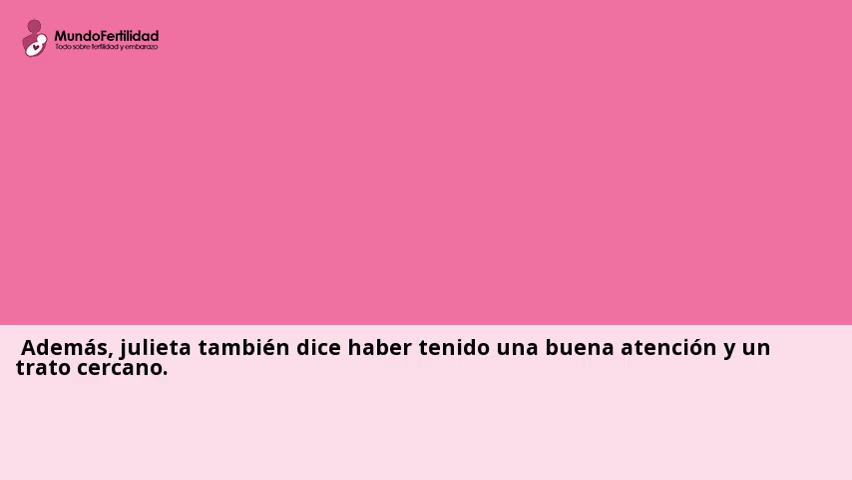 MundoFertilidad
Todo sobre fertilidad y embarazo
Además, julieta también dice haber tenido una buena atención y un
trato cercano.